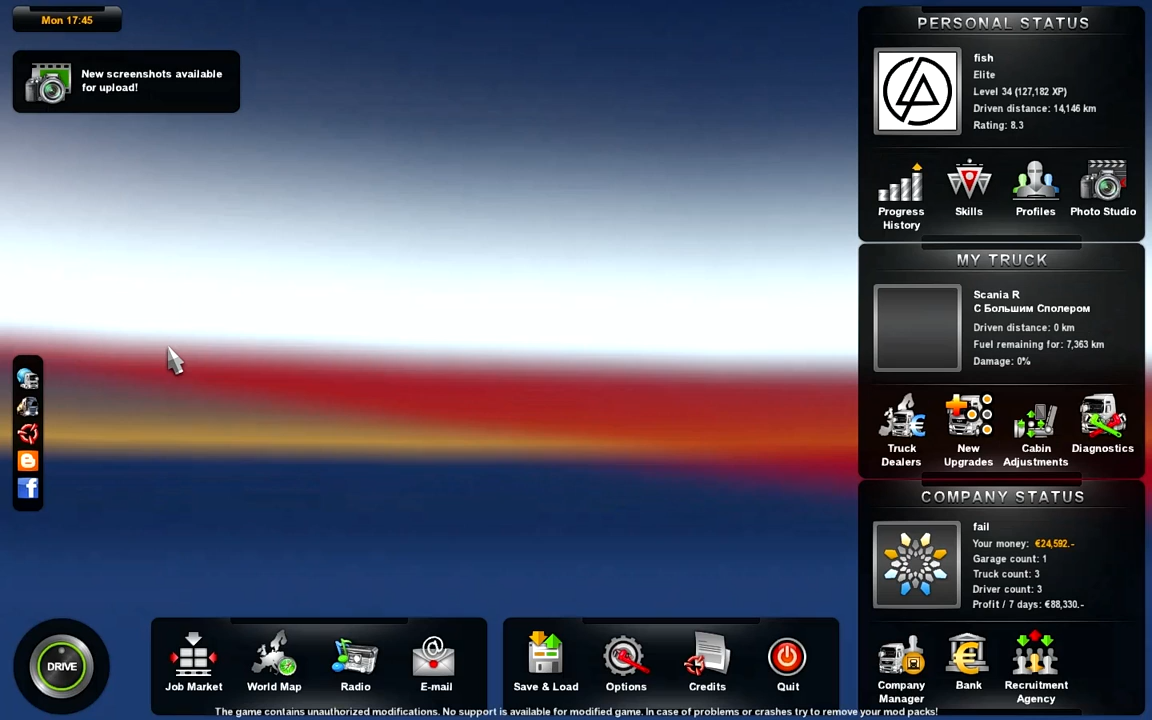 Mon 17:45
New screenshots available
for upload!
PERSONAL STATUS
fish
Elite
Level 34 (127,182 XP)
Driven distance: 14,146 km
Rating: 8.3
Progress
History
Skills
Profiles
Photo Studio
MY TRUCK
Scania R
С Большим Сполером
Driven distance: 0 km
Fuel remaining for: 7,363 km
Damage: 0%
Truck
Dealers
New
Upgrades
Cabin
Adjustments
Diagnostics
COMPANY STATUS
fail
Your money: €24,592.-
Garage count: 1
Truck count: 3
Driver count: 3
Profit / 7 days: €88,330.-
Company
Manager
Bank
Recruitment
Agency
DRIVE
Job Market
World Map
Radio
E-mail
Save & Load
Options
Credits
Quit
The game contains unauthorized modifications. No support is available for modified game. In case of problems or crashes try to remove your mod packs!